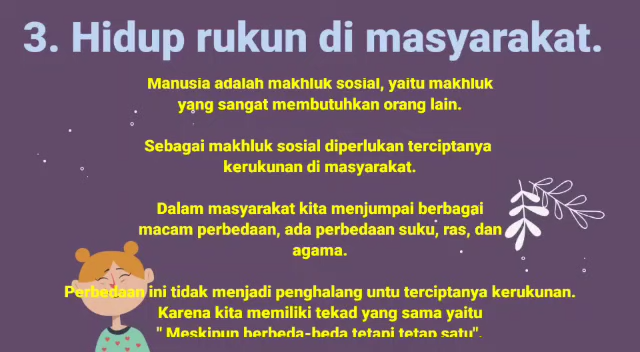 3. Hidup rukun di masyarakat.
Manusia adalah makhluk sosial, yaitu makhluk
yang sangat membutuhkan orang lain.
Sebagai makhluk sosial diperlukan terciptanya
kerukunan di masyarakat.
Dalam masyarakat kita menjumpai berbagai
macam perbedaan, ada perbedaan suku, ras, dan
agama.
Perbedaan ini tidak menjadi penghalang untu terciptanya kerukunan.
Karena kita memiliki tekad yang sama yaitu
" Meskipun berbeda-beda tetapi tetap satu".